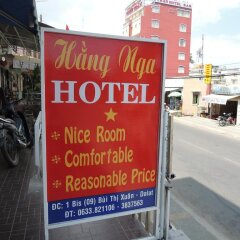 Hằng Nga
HOTEL
Nice Room
Comfortable
Reasonable Price
ĐC: 1 Bis (09) Bùi Thị Xuân - Dalat
ĐT: 0633.821106 - 3837563